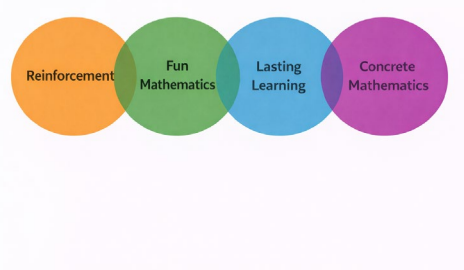 Reinforcement
Fun
Mathematics
Lasting
Learning
Concrete
Mathematics